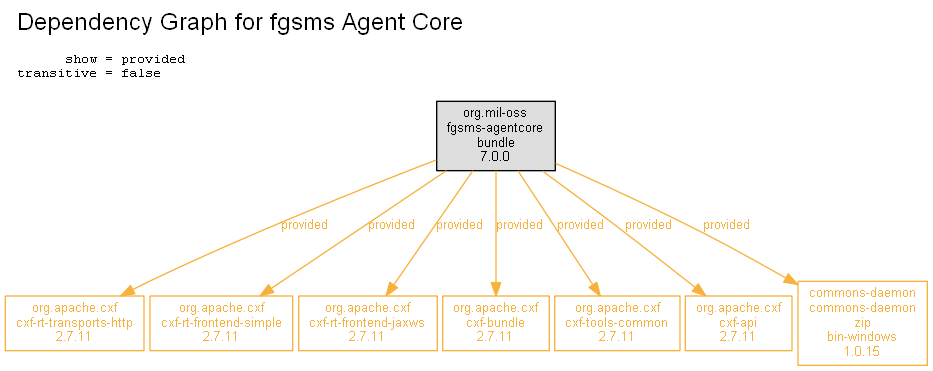 Dependency Graph for fgsms Agent Core
show = provided
transitive = false
org.mil-oss
fgsms-agentcore
bundle
7.0.0
provided
provided
provided
provided
provided
provided
provided
org.apache.cxf
cxf-rt-transports-http
2.7.11
org.apache.cxf
cxf-rt-frontend-simple
2.7.11
org.apache.cxf
cxf-rt-frontend-jaxws
2.7.11
org.apache.cxf
cxf-bundle
2.7.11
org.apache.cxf
cxf-tools-common
2.7.11
org.apache.cxf
cxf-api
2.7.11
commons-daemon
commons-daemon
zip
bin-windows
1.0.15